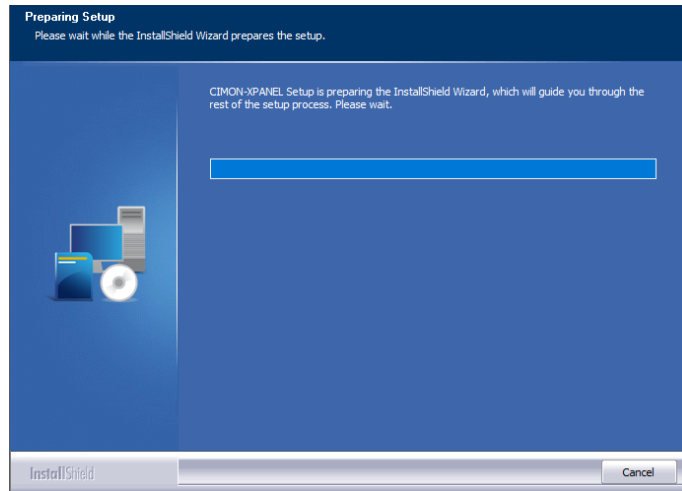 Preparing Setup
Please wait while the InstallShield Wizard prepares the setup.
CIMON-XPANEL Setup is preparing the InstallShield Wizard, which will guide you through the
rest of the setup process. Please wait.
InstallShield
Cancel